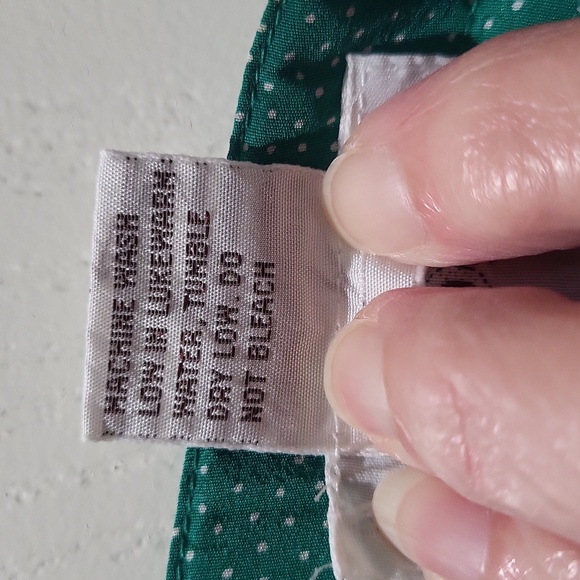 MACHINE WASH
LOW IN LUKEWARM
WATER, TUMBLE
DRY LOW. DO
NOT BLEACH